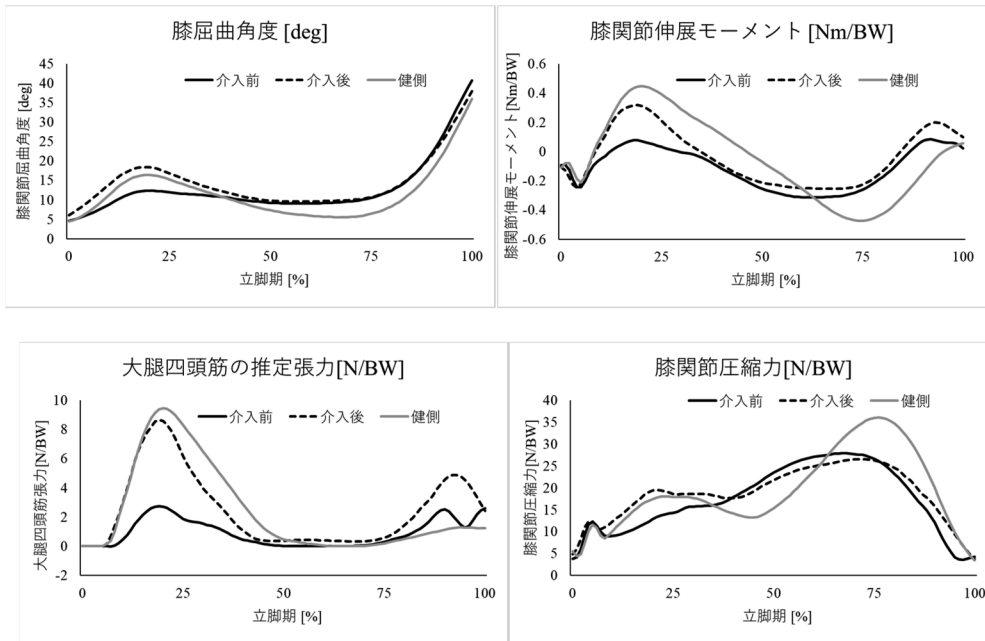 膝屈曲角度 [deg]
介入前 介入後 健側
膝関節屈曲角度 [deg]
45
40
35
30
25
20
15
10
5
0
0 25 50 75 100
立脚期 [%]
膝関節伸展モーメント [Nm/BW]
介入前 介入後 健側
膝関節伸展モーメント[Nm/BW]
0.6
0.4
0.2
0
-0.2
-0.4
-0.6
0 25 50 75 100
立脚期 [%]
大腿四頭筋の推定張力[N/BW]
介入前 介入後 健側
大腿四頭筋張力[N/BW]
10
8
6
4
2
0
-2
0 25 50 75 100
立脚期 [%]
膝関節圧縮力[N/BW]
介入前 介入後 健側
膝関節圧縮力[N/BW]
40
35
30
25
20
15
10
5
0
0 25 50 75 100
立脚期 [%]